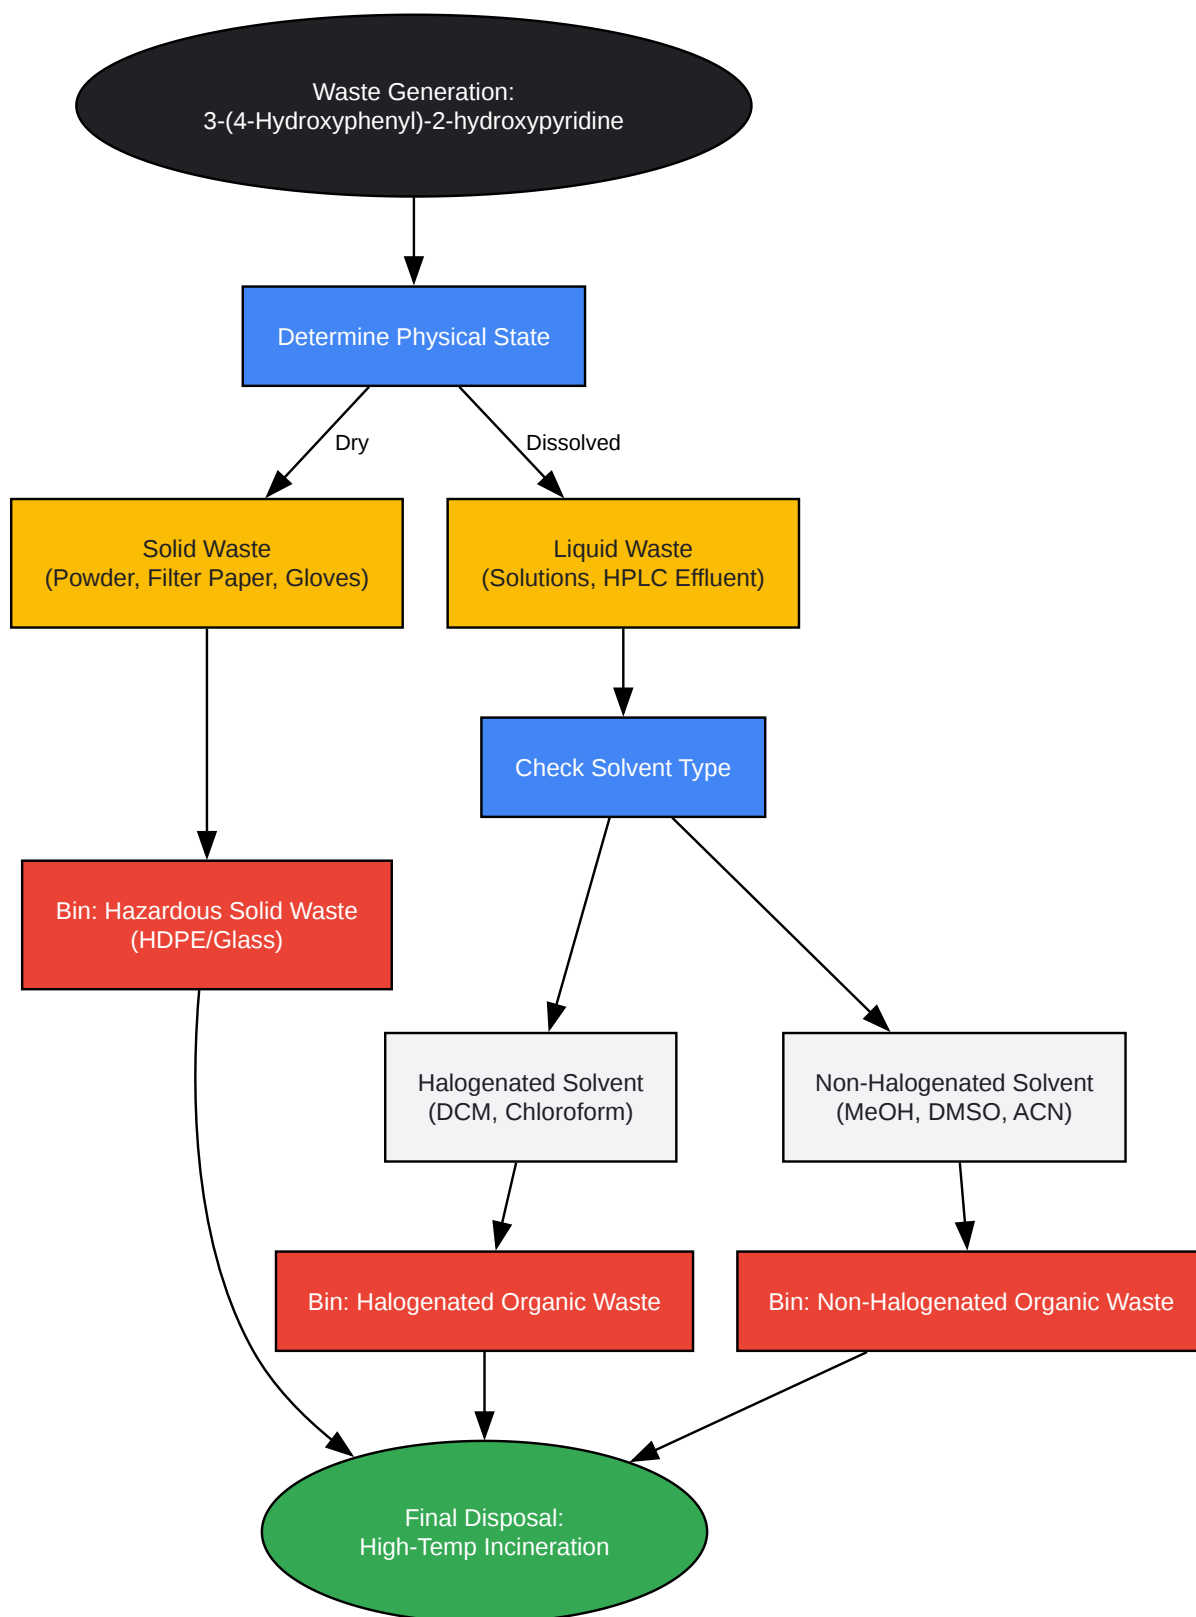 Waste Generation:
3-(4-Hydroxyphenyl)-2-hydroxypyridine
Determine Physical State
Dry
Dissolved
Solid Waste
(Powder, Filter Paper, Gloves)
Liquid Waste
(Solutions, HPLC Effluent)
Check Solvent Type
Bin: Hazardous Solid Waste
(HDPE/Glass)
Halogenated Solvent
(DCM, Chloroform)
Non-Halogenated Solvent
(MeOH, DMSO, ACN)
Bin: Halogenated Organic Waste
Bin: Non-Halogenated Organic Waste
Final Disposal:
High-Temp Incineration